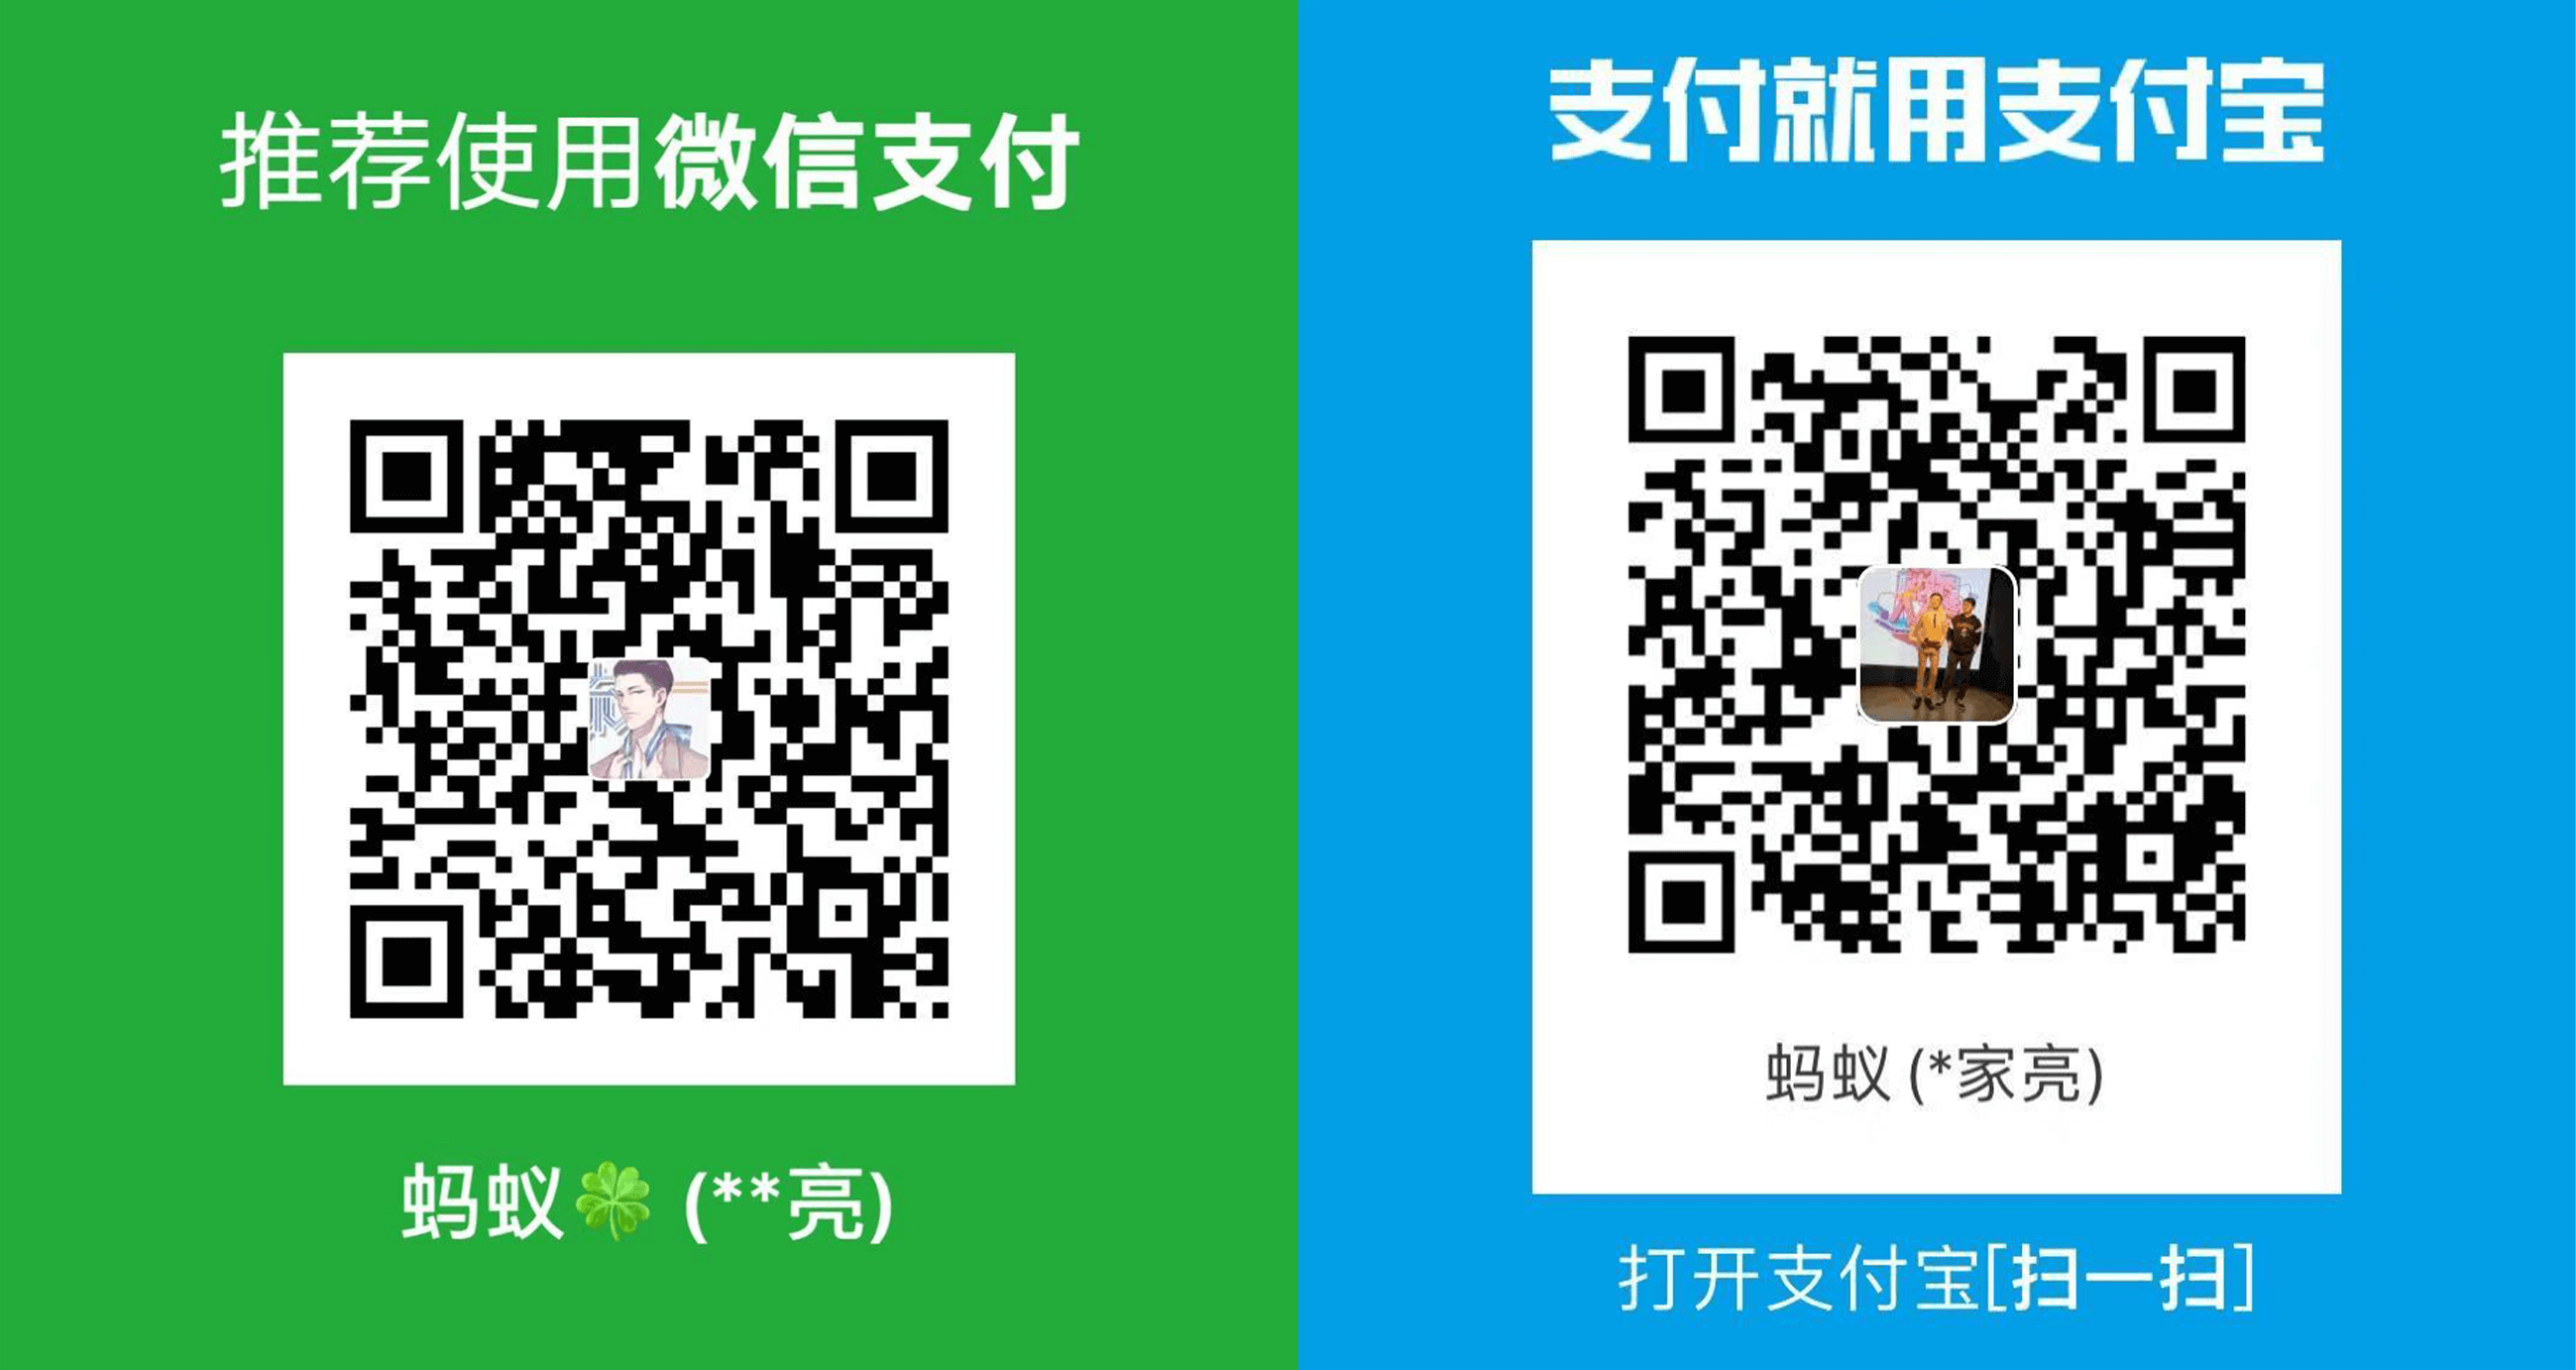 推荐使用微信支付
蚂蚁🍀 (**亮)
支付就用支付宝
蚂蚁 (*家亮)
打开支付宝[扫一扫]